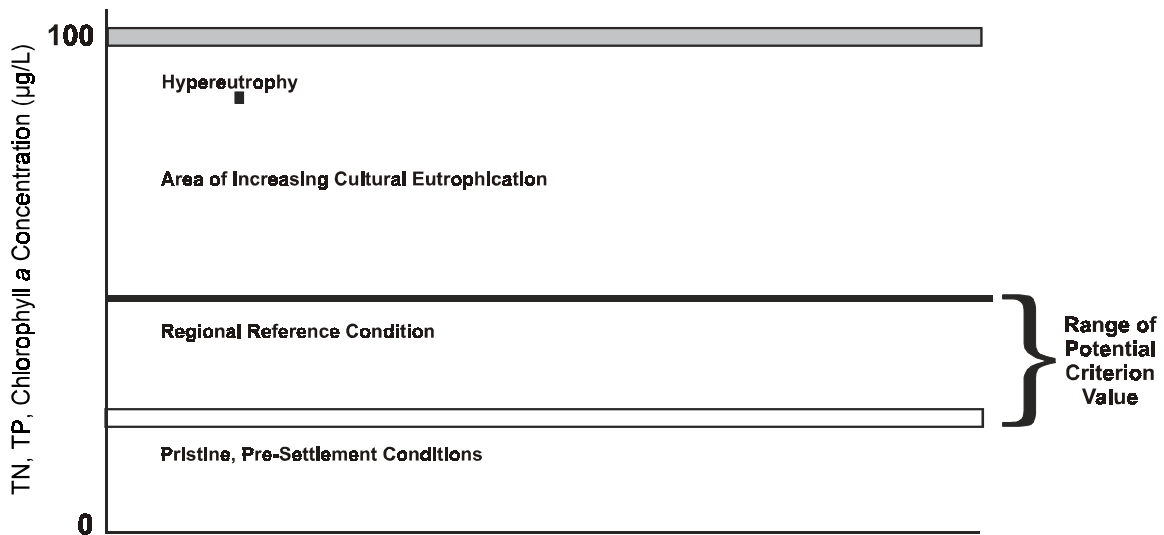 100
Hypereutrophy
Area of Increasing Cultural Eutrophication
TN, TP, Chlorophyll a Concentration (µg/L)
Regional Reference Condition
Range of
Potential
Criterion
Value
Pristine, Pre-Settlement Conditions
0